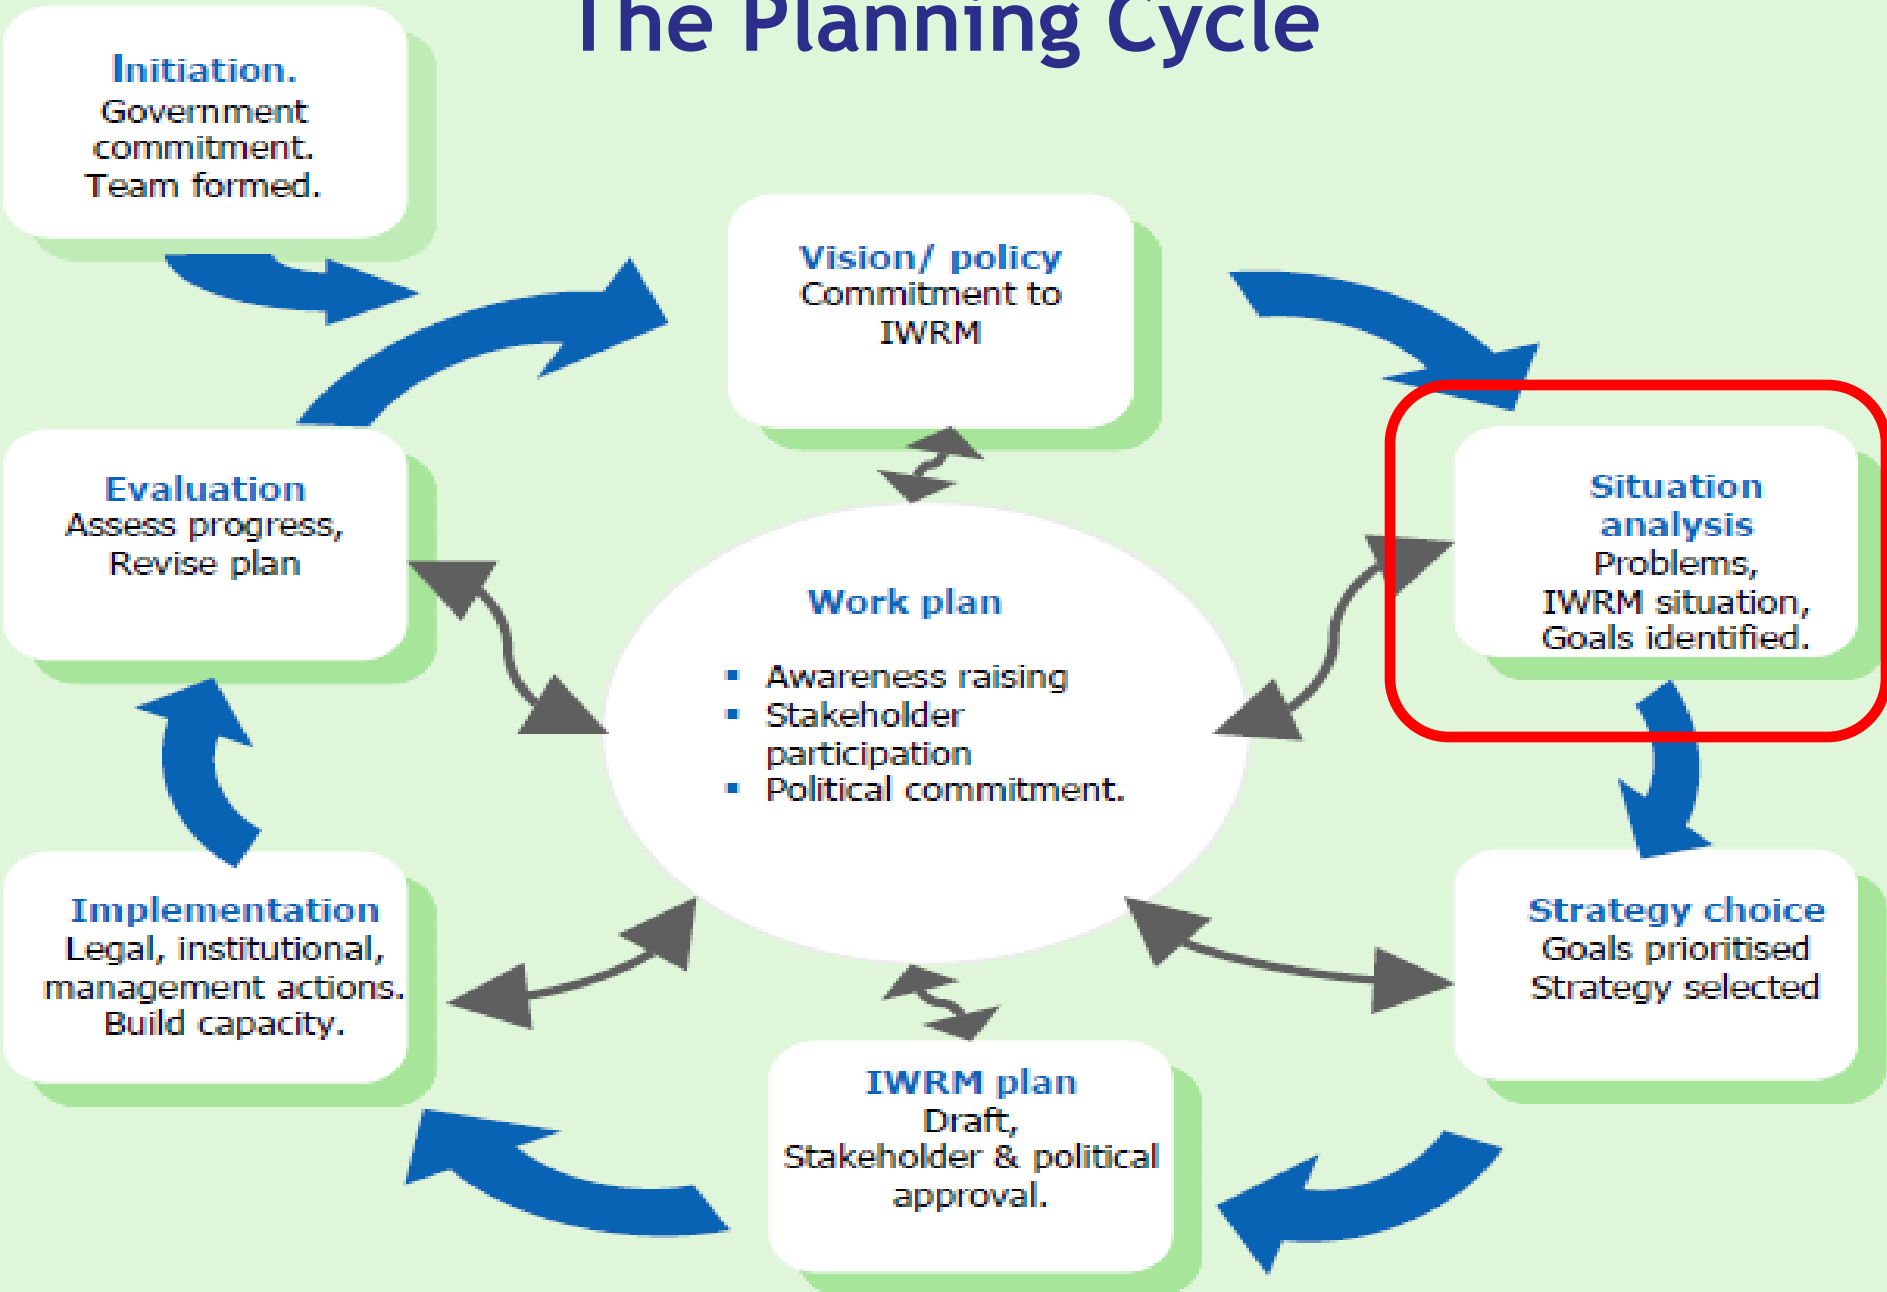 The Planning Cycle
Initiation.
Government
commitment.
Team formed.
Vision/ policy
Commitment to
IWRM
Situation
analysis
Problems,
IWRM situation,
Goals identified.
Evaluation
Assess progress,
Revise plan
Work plan
▪ Awareness raising
▪ Stakeholder
participation
▪ Political commitment.
Implementation
Legal, institutional,
management actions.
Build capacity.
Strategy choice
Goals prioritised
Strategy selected
IWRM plan
Draft,
Stakeholder & political
approval.